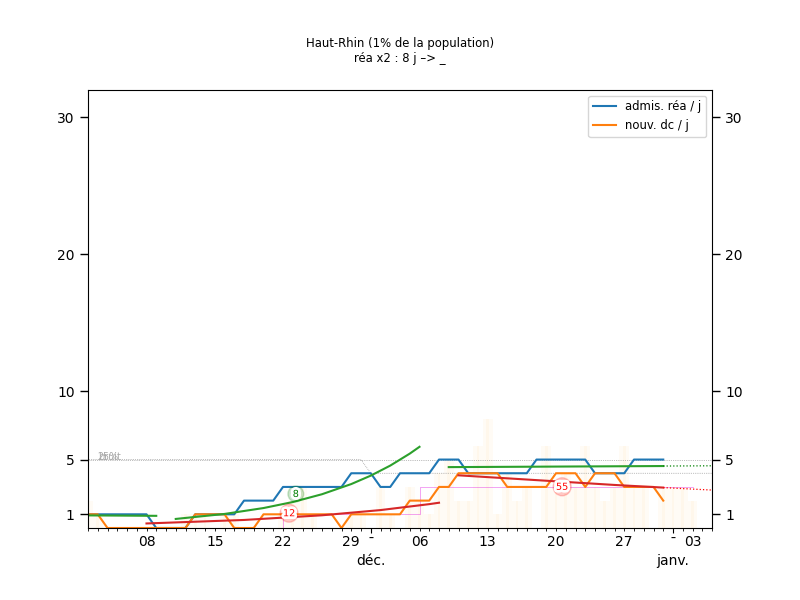 Haut-Rhin (1% de la population)
réa x2 : 8 j –> _
admis. réa / j
nouv. dc / j
30 30
20 20
10 10
5 5
1 1
8
12
55
08 15 22 29 - 06 13 20 27 - 03
déc. janv.